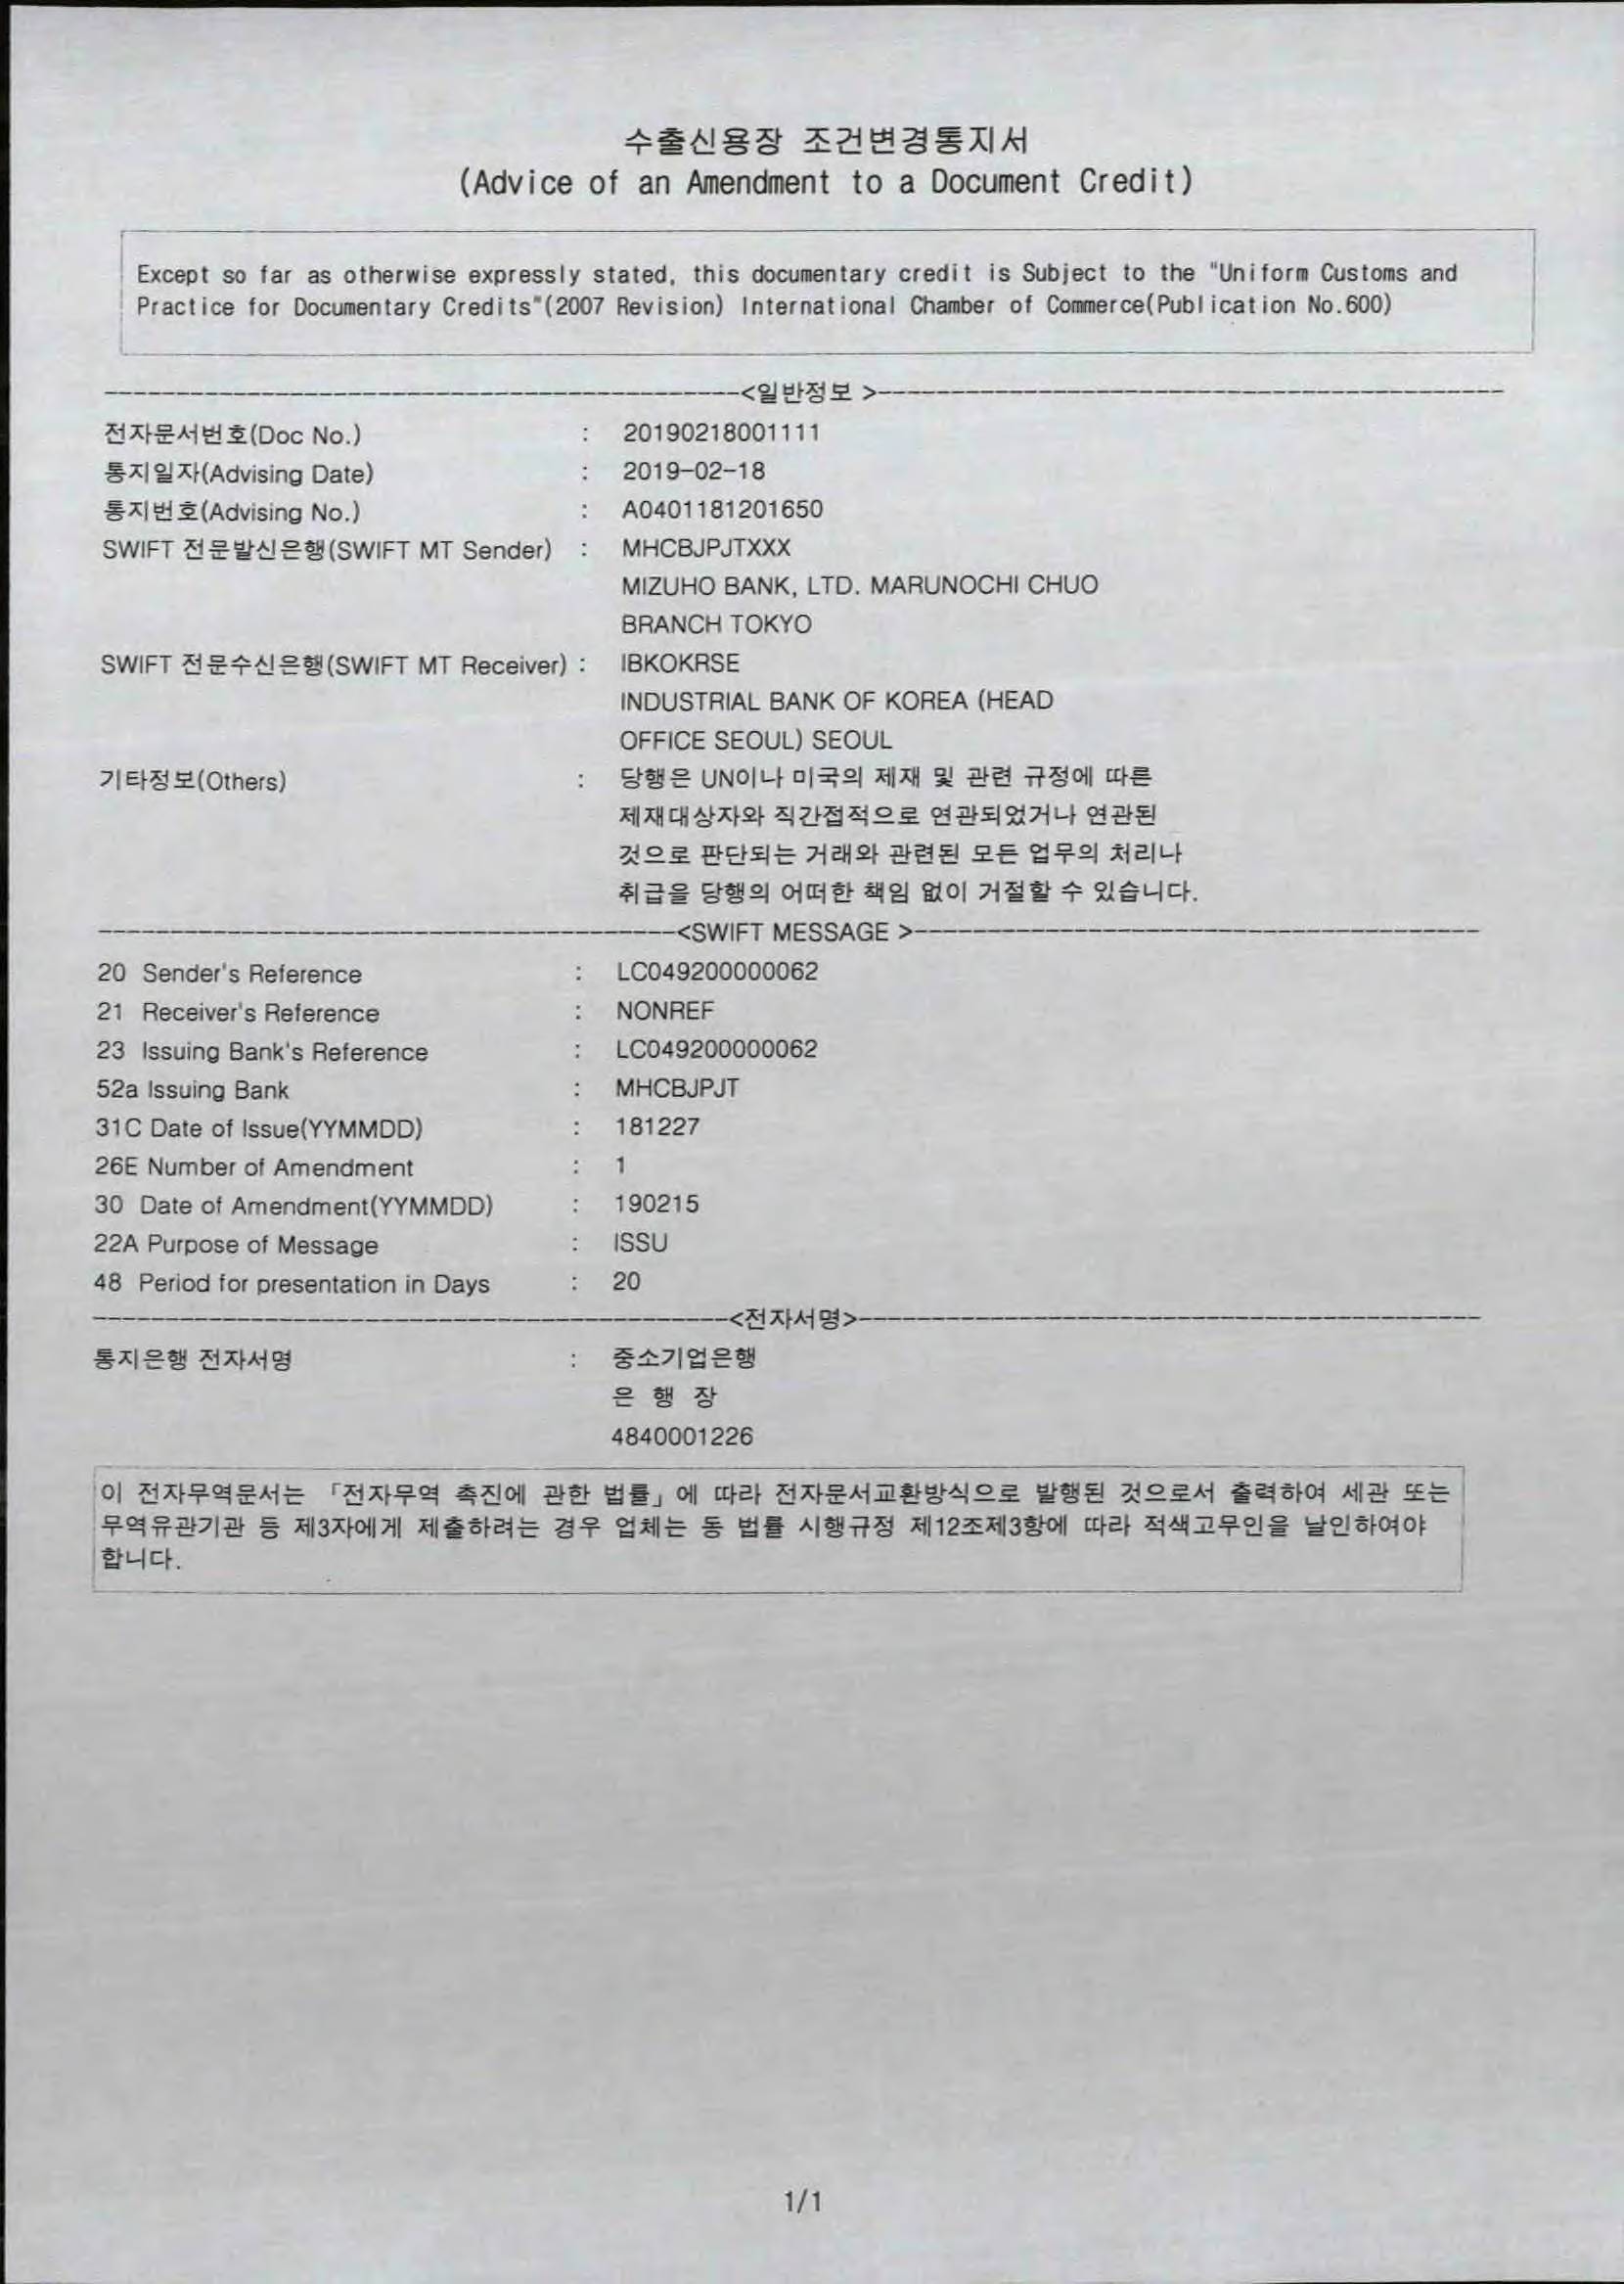 수출신용장 조건변경통지서
(Advice of an Amendment to a Document Credit)
Except so far as otherwise expressly stated, this documentary credit is Subject to the "Uniform Customs and
Practice for Documentary Credits"(2007 Revision) International Chamber of Commerce(Publication No.600)
--------------------<일반정보 >--------------------
전자문서번호(Doc No.) : 20190218001111
통지일자(Advising Date) : 2019-02-18
통지번호(Advising No.) : A0401181201650
SWIFT 전문발신은행(SWIFT MT Sender) : MHCBJPJTXXX
MIZUHO BANK, LTD. MARUNOCHI CHUO
BRANCH TOKYO
SWIFT 전문수신은행(SWIFT MT Receiver) : IBKOKRSE
INDUSTRIAL BANK OF KOREA (HEAD
OFFICE SEOUL) SEOUL
기타정보(Others) : 당행은 UN이나 미국의 제재 및 관련 규정에 따른
제재대상자와 직간접적으로 연관되었거나 연관된
것으로 판단되는 거래와 관련된 모든 업무의 처리나
취급을 당행의 어떠한 책임 없이 거절할 수 있습니다.
--------------------<SWIFT MESSAGE >--------------------
20 Sender's Reference : LC049200000062
21 Receiver's Reference : NONREF
23 Issuing Bank's Reference : LC049200000062
52a Issuing Bank : MHCBJPJT
31C Date of Issue(YYMMDD) : 181227
26E Number of Amendment : 1
30 Date of Amendment(YYMMDD) : 190215
22A Purpose of Message : ISSU
48 Period for presentation in Days : 20
--------------------<전자서명>--------------------
통지은행 전자서명 : 중소기업은행
은 행 장
4840001226
이 전자무역문서는 「전자무역 촉진에 관한 법률」에 따라 전자문서교환방식으로 발행된 것으로서 출력하여 세관 또는
무역유관기관 등 제3자에게 제출하려는 경우 업체는 동 법률 시행규정 제12조제3항에 따라 적색고무인을 날인하여야
합니다.
1/1